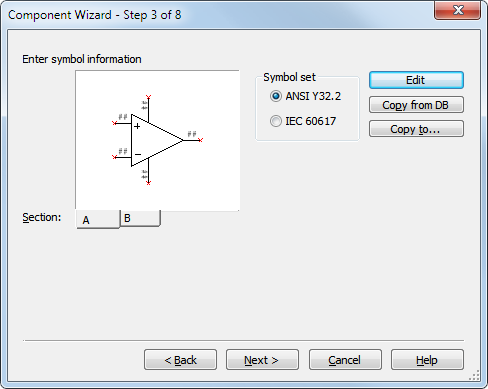 Component Wizard - Step 3 of 8
Enter symbol information
Symbol set
ANSI Y32.2
IEC 60617
Edit
Copy from DB
Copy to...
##
##
##
##
##
+
−
Section:
A
B
< Back
Next >
Cancel
Help